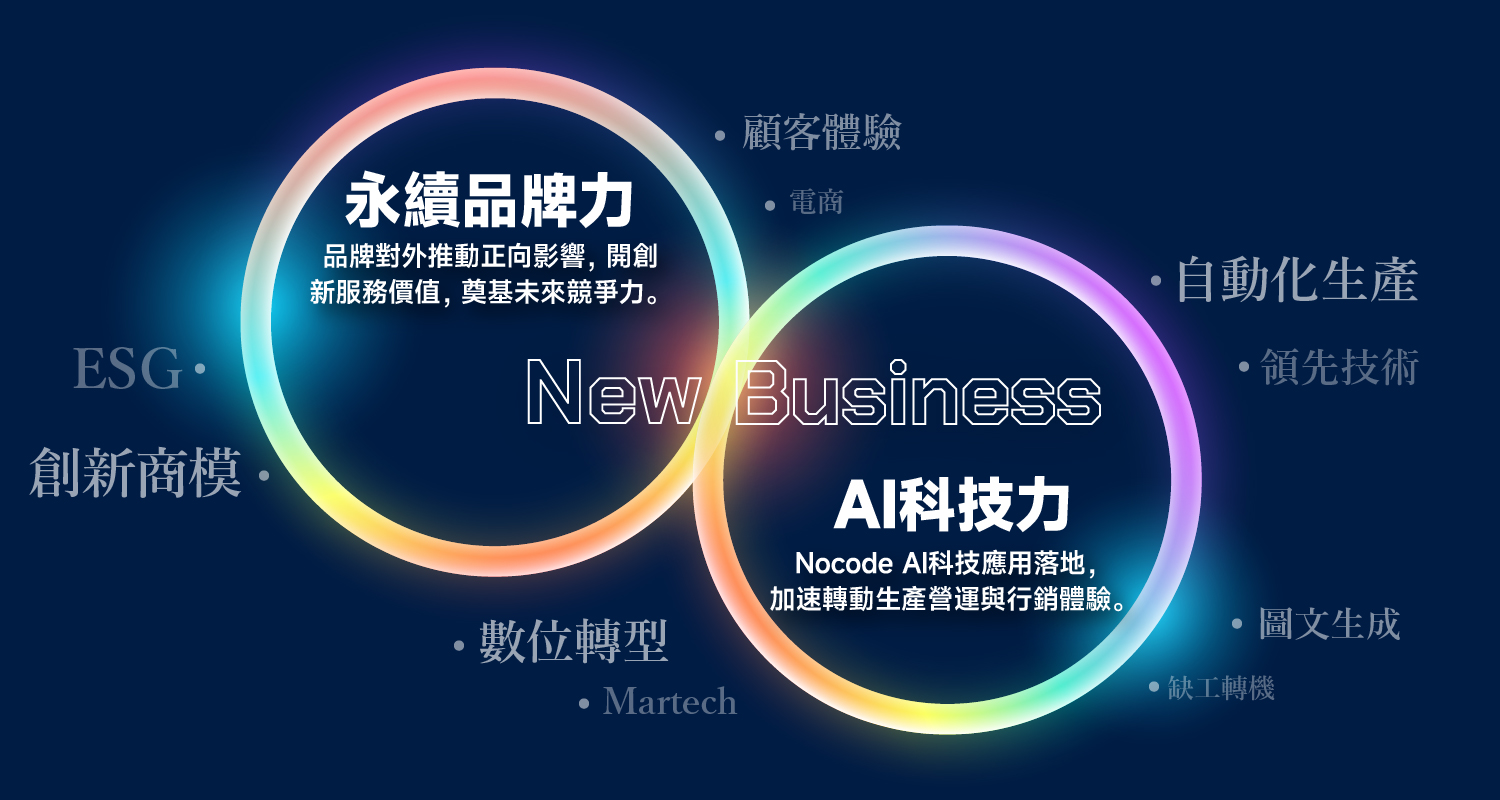 顧客體驗
電商
永續品牌力
品牌對外推動正向影響，開創
新服務價值，奠基未來競爭力。
自動化生產
領先技術
ESG
New Business
創新商模
AI科技力
Nocode AI科技應用落地，
加速轉動生產營運與行銷體驗。
數位轉型
Martech
圖文生成
缺工轉機